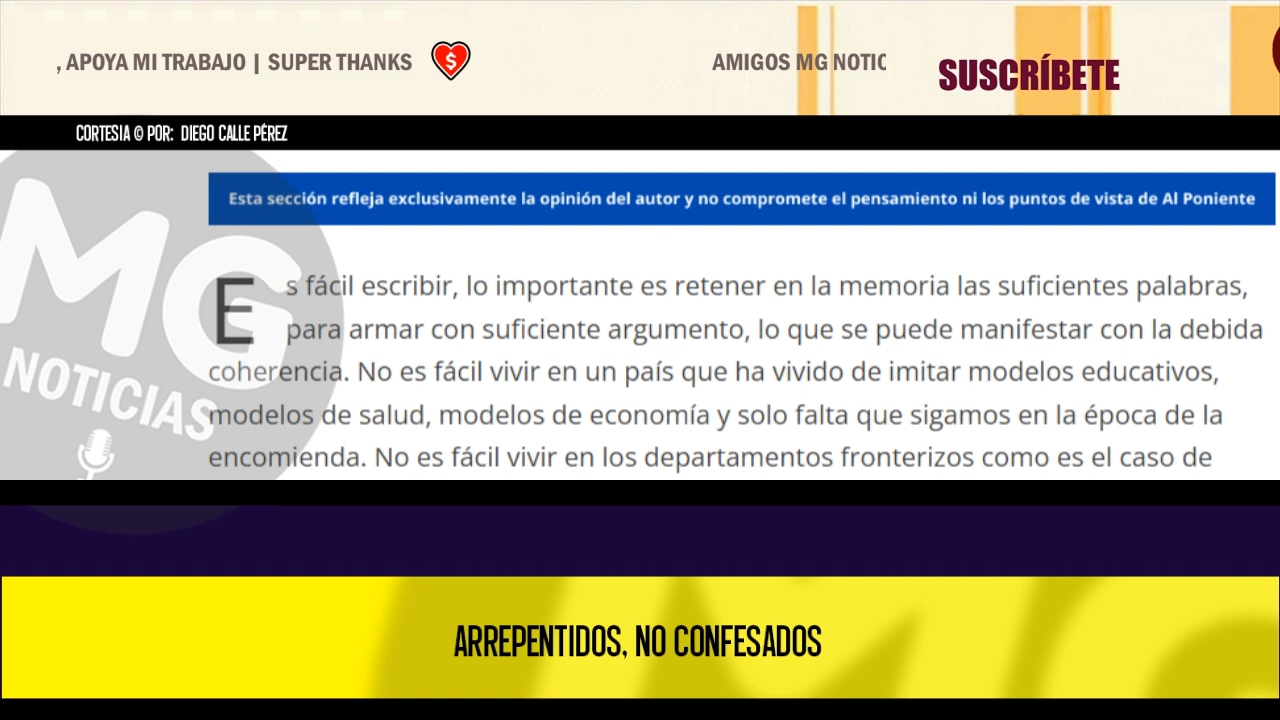 , APOYA MI TRABAJO | SUPER THANKS
AMIGOS MG NOTIC
SUSCRÍBETE
CORTESIA © POR: DIEGO CALLE PÉREZ
MG
NOTICIAS
Esta sección refleja exclusivamente la opinión del autor y no compromete el pensamiento ni los puntos de vista de Al Poniente
Es fácil escribir, lo importante es retener en la memoria las suficientes palabras,
para armar con suficiente argumento, lo que se puede manifestar con la debida
coherencia. No es fácil vivir en un país que ha vivido de imitar modelos educativos,
modelos de salud, modelos de economía y solo falta que sigamos en la época de la
encomienda. No es fácil vivir en los departamentos fronterizos como es el caso de
ARREPENTIDOS, NO CONFESADOS